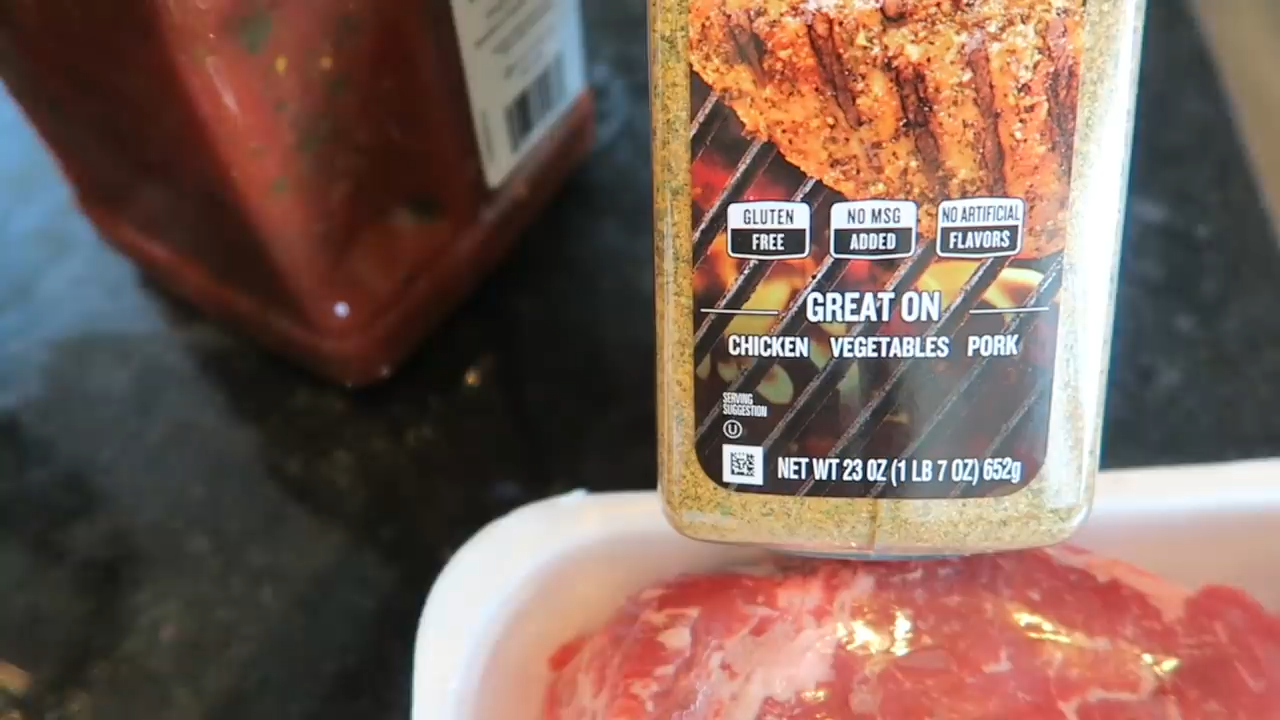 GLUTEN
FREE
NO MSG
ADDED
NO ARTIFICIAL
FLAVORS
GREAT ON
CHICKEN VEGETABLES PORK
SERVING
SUGGESTION
U
NET WT 23 OZ (1 LB 7 OZ) 652g